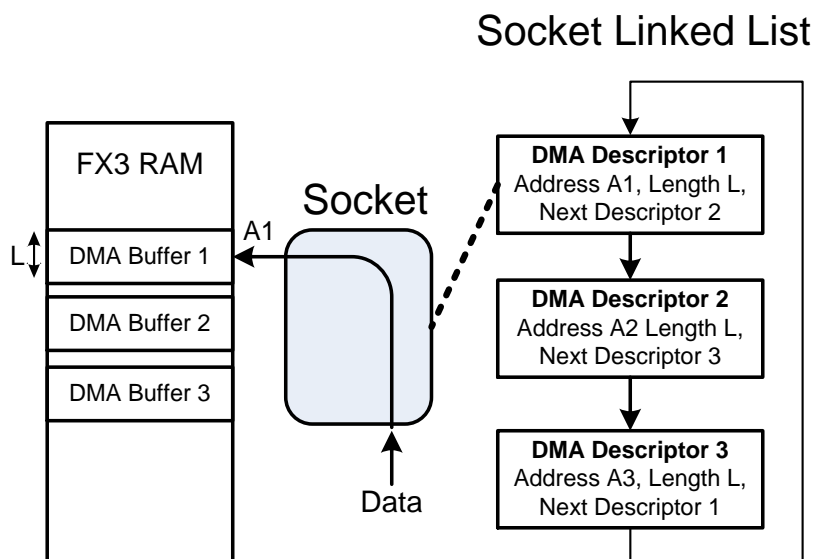 Socket Linked List
FX3 RAM
L
DMA Buffer 1
DMA Buffer 2
DMA Buffer 3
A1
Socket
Data
DMA Descriptor 1
Address A1, Length L,
Next Descriptor 2
DMA Descriptor 2
Address A2 Length L,
Next Descriptor 3
DMA Descriptor 3
Address A3, Length L,
Next Descriptor 1